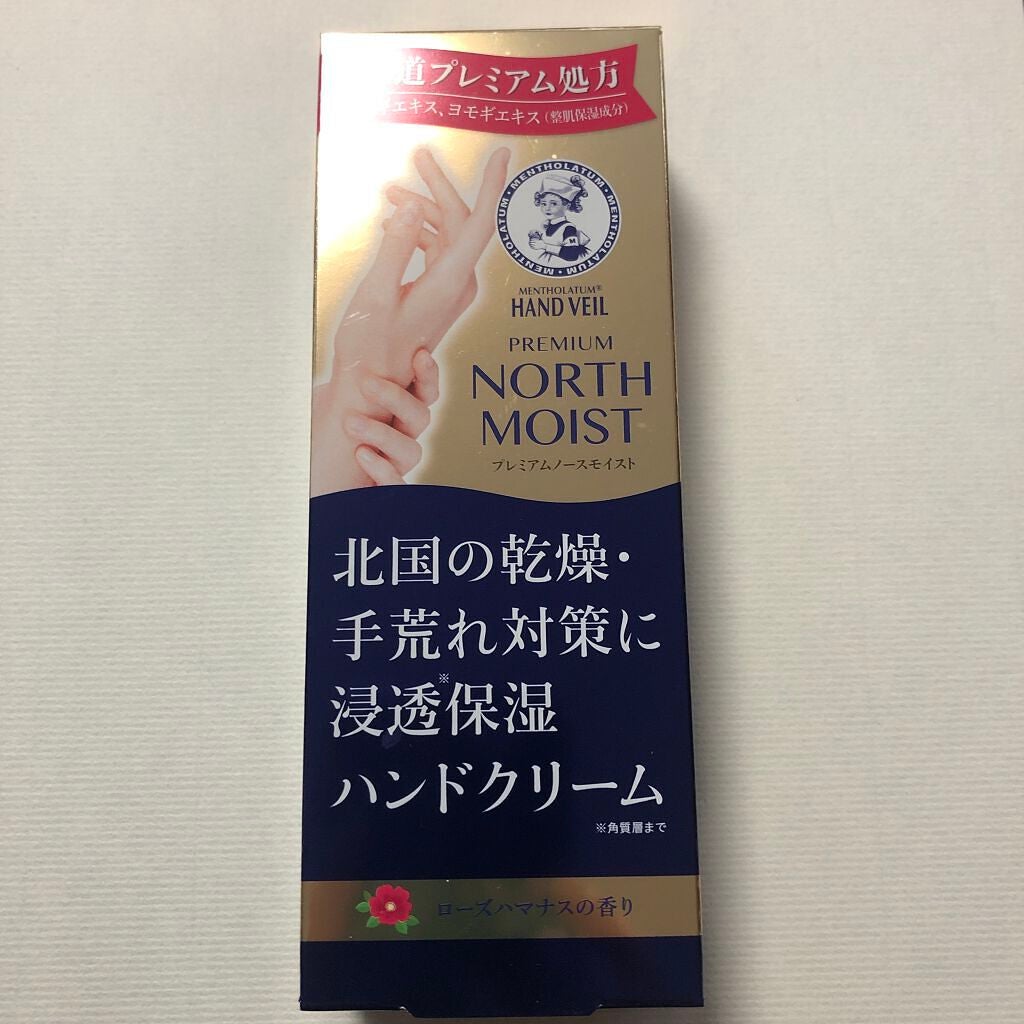 道プレミアム処方
エキス、ヨモギエキス(整肌保湿成分)
MENTHOLATUM・MENTHOLATUM・MENTHOLATUM・MENTHOLATUM・
M
MENTHOLATUM®
HAND VEIL
PREMIUM
NORTH
MOIST
プレミアムノースモイスト
北国の乾燥・
手荒れ対策に
浸透※保湿
ハンドクリーム
※角質層まで
ローズハマナスの香り